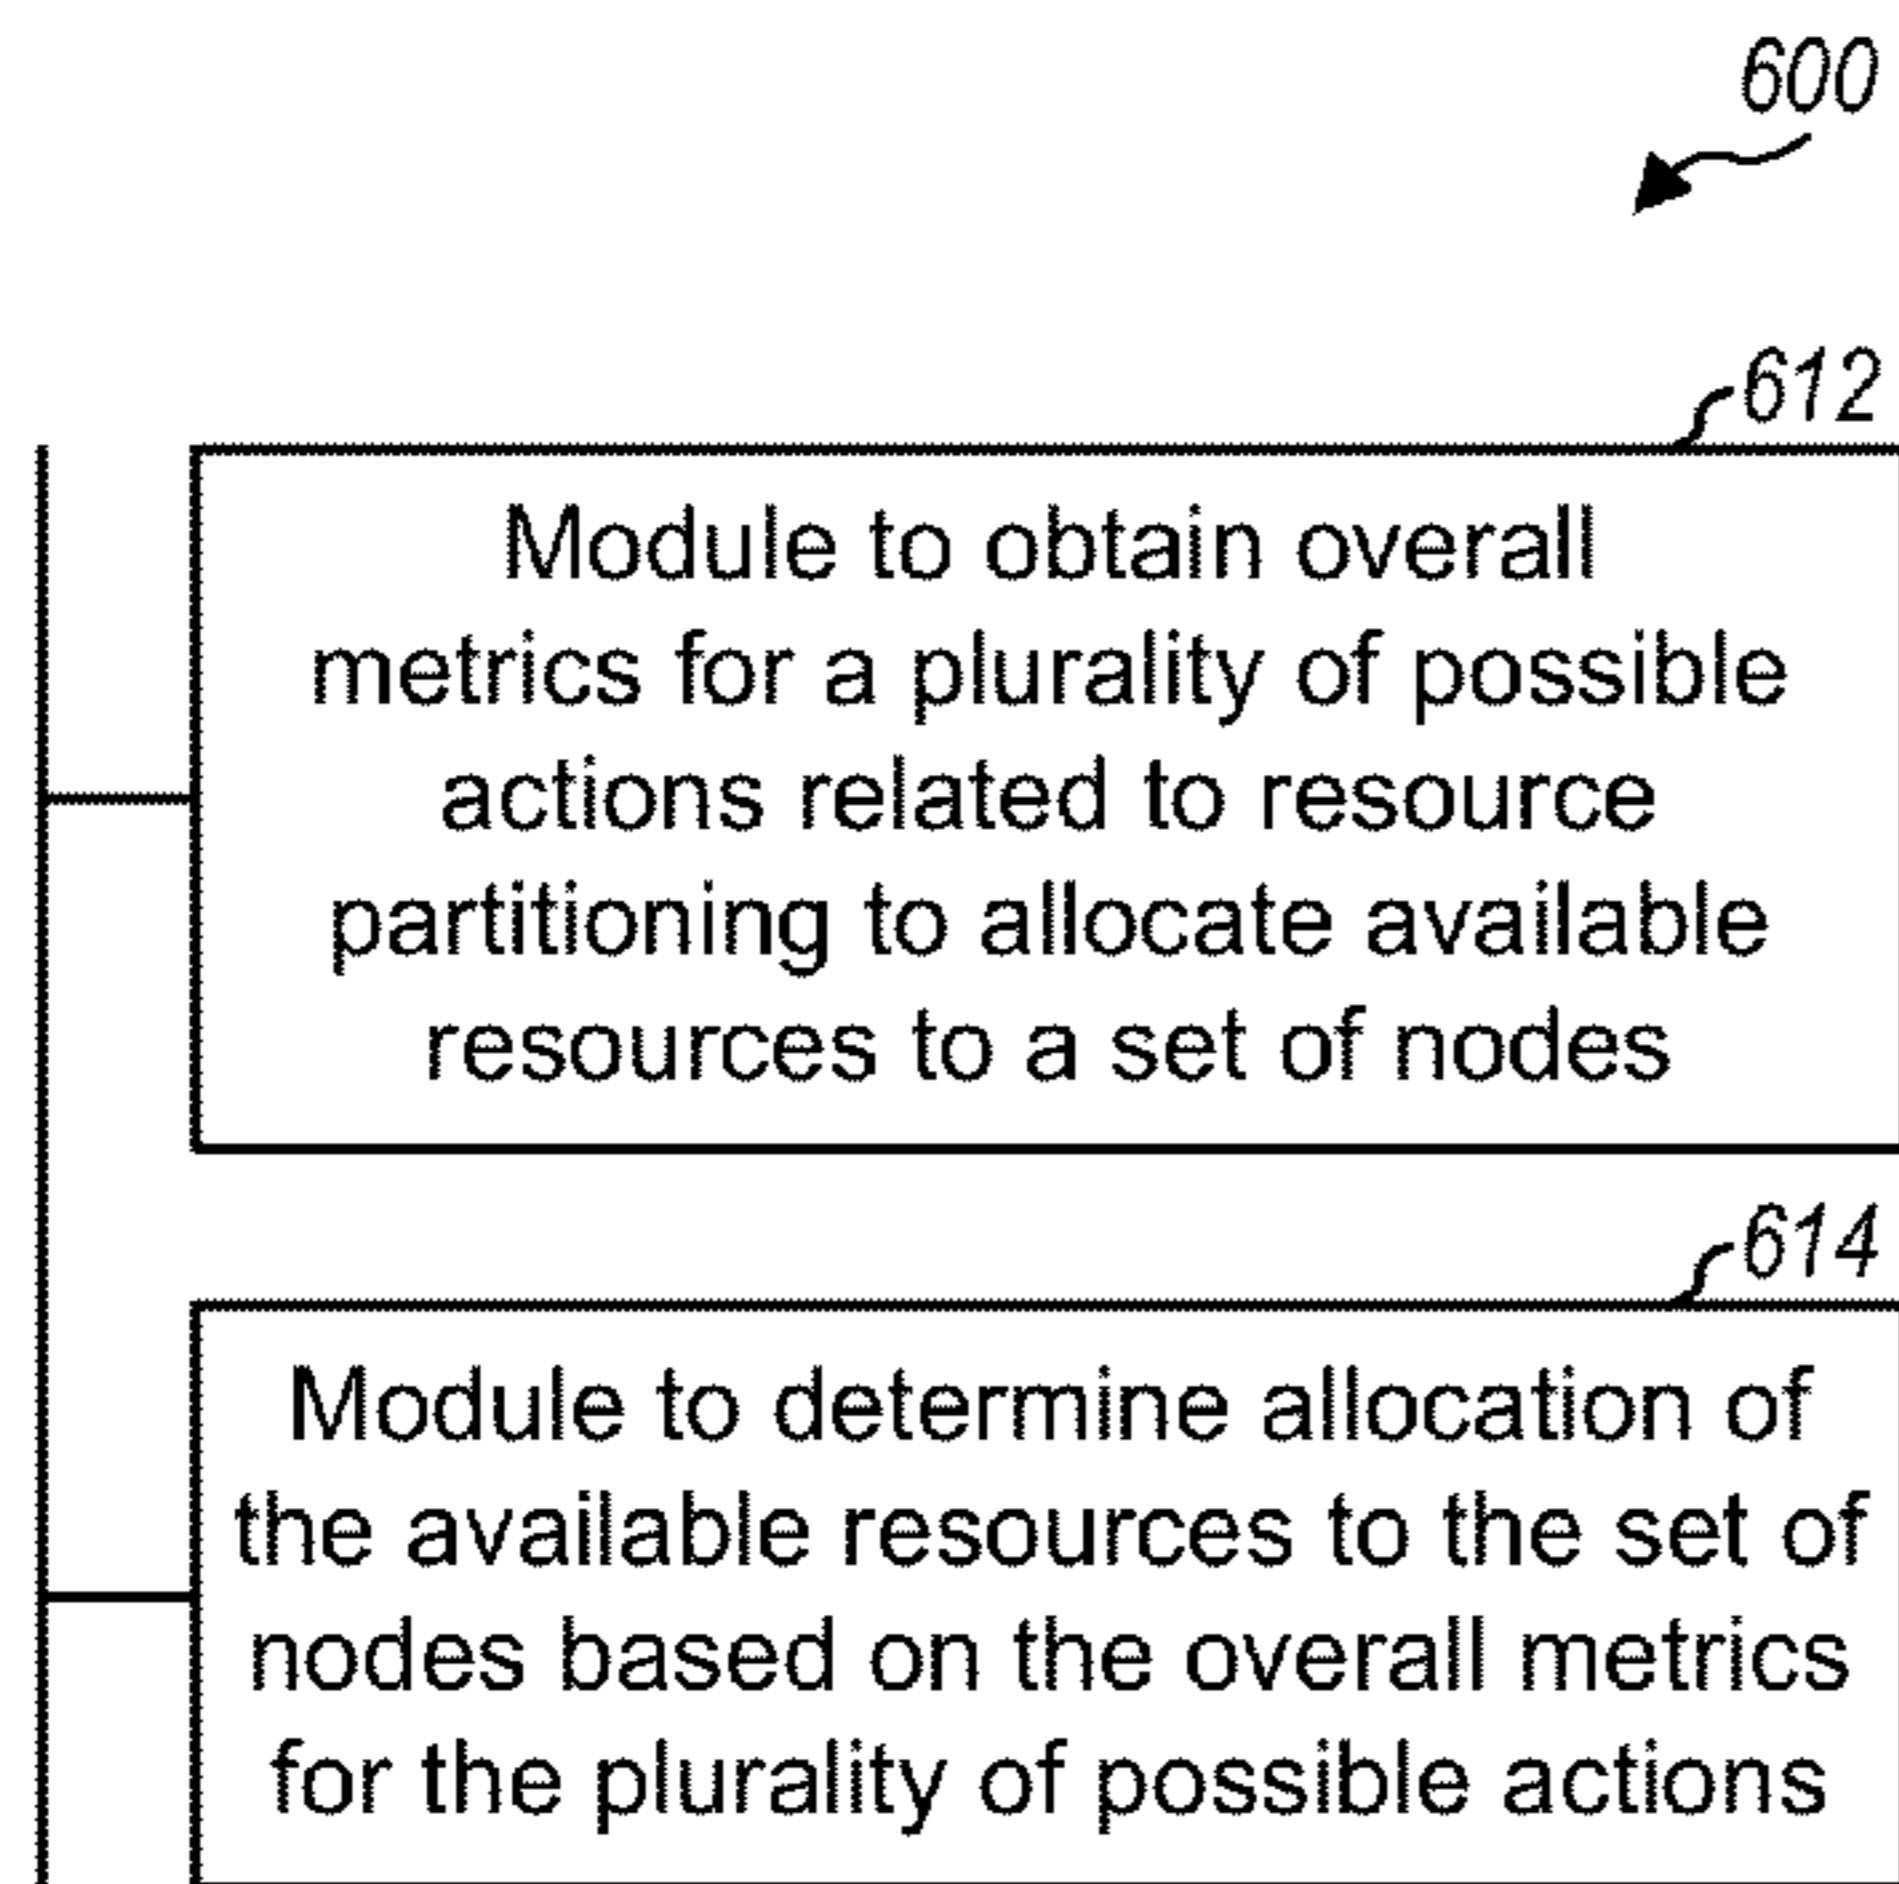 600
612
Module to obtain overall
metrics for a plurality of possible
actions related to resource
partitioning to allocate available
resources to a set of nodes
614
Module to determine allocation of
the available resources to the set of
nodes based on the overall metrics
for the plurality of possible actions